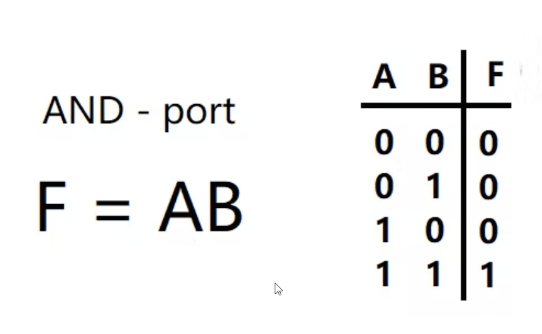 AND - port
F = AB
A B F
0 0 0
0 1 0
1 0 0
1 1 1